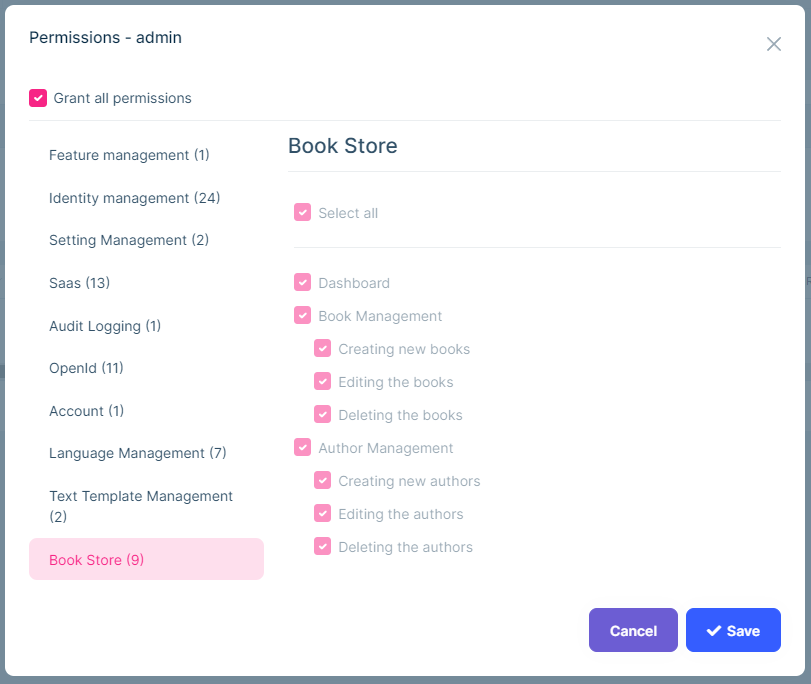 Permissions - admin
Grant all permissions
Feature management (1)
Identity management (24)
Setting Management (2)
Saas (13)
Audit Logging (1)
OpenId (11)
Account (1)
Language Management (7)
Text Template Management
(2)
Book Store (9)
Book Store
Select all
Dashboard
Book Management
Creating new books
Editing the books
Deleting the books
Author Management
Creating new authors
Editing the authors
Deleting the authors
Cancel
Save